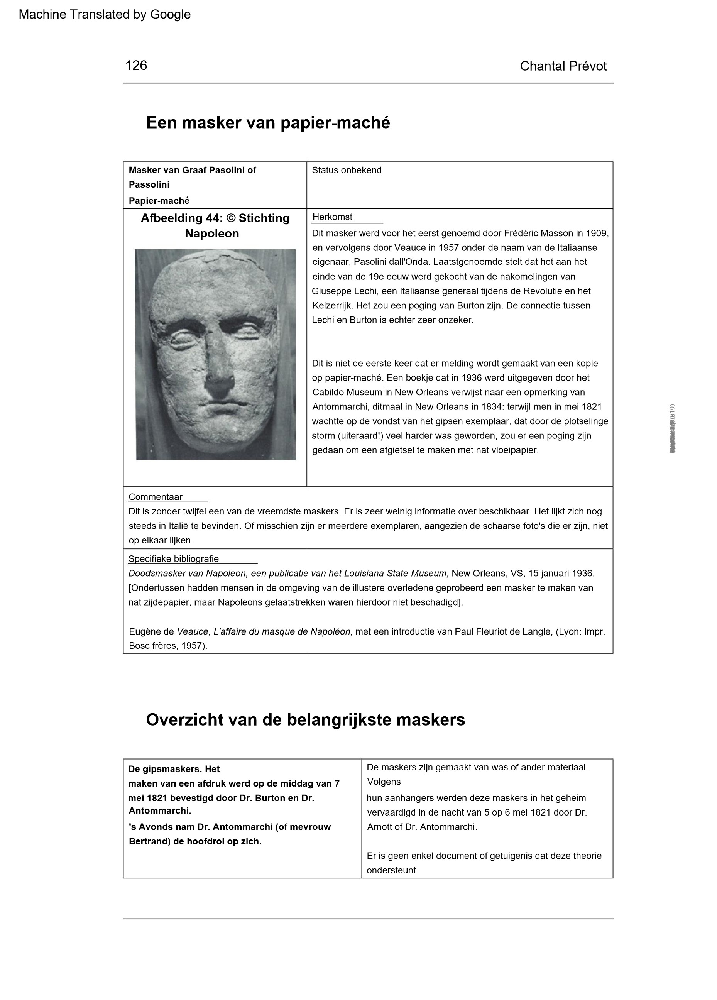 Machine Translated by Google
126
Chantal Prévot
Een masker van papier-maché
Masker van Graaf Pasolini of
Passolini
Papier-maché
Status onbekend
Afbeelding 44: © Stichting
Napoleon
Herkomst
Dit masker werd voor het eerst genoemd door Frédéric Masson in 1909,
en vervolgens door Veauce in 1957 onder de naam van de Italiaanse
eigenaar, Pasolini dall'Onda. Laatstgenoemde stelt dat het aan het
einde van de 19e eeuw werd gekocht van de nakomelingen van
Giuseppe Lechi, een Italiaanse generaal tijdens de Revolutie en het
Keizerrijk. Het zou een poging van Burton zijn. De connectie tussen
Lechi en Burton is echter zeer onzeker.
Dit is niet de eerste keer dat er melding wordt gemaakt van een kopie
op papier-maché. Een boekje dat in 1936 werd uitgegeven door het
Cabildo Museum in New Orleans verwijst naar een opmerking van
Antommarchi, ditmaal in New Orleans in 1834: terwijl men in mei 1821
wachtte op de vondst van het gipsen exemplaar, dat door de plotselinge
storm (uiteraard!) veel harder was geworden, zou er een poging zijn
gedaan om een afgietsel te maken met nat vloeipapier.
Commentaar
Dit is zonder twijfel een van de vreemdste maskers. Er is zeer weinig informatie over beschikbaar. Het lijkt zich nog
steeds in Italië te bevinden. Of misschien zijn er meerdere exemplaren, aangezien de schaarse foto's die er zijn, niet
op elkaar lijken.
Specifieke bibliografie
Doodsmasker van Napoleon, een publicatie van het Louisiana State Museum, New Orleans, VS, 15 januari 1936.
[Ondertussen hadden mensen in de omgeving van de illustere overledene geprobeerd een masker te maken van
nat zijdepapier, maar Napoleons gelaatstrekken waren hierdoor niet beschadigd].
Eugène de Veauce, L'affaire du masque de Napoléon, met een introductie van Paul Fleuriot de Langle, (Lyon: Impr.
Bosc frères, 1957).
Overzicht van de belangrijkste maskers
De gipsmaskers. Het
maken van een afdruk werd op de middag van 7
mei 1821 bevestigd door Dr. Burton en Dr.
Antommarchi.
's Avonds nam Dr. Antommarchi (of mevrouw
Bertrand) de hoofdrol op zich.
De maskers zijn gemaakt van was of ander materiaal.
Volgens
hun aanhangers werden deze maskers in het geheim
vervaardigd in de nacht van 5 op 6 mei 1821 door Dr.
Arnott of Dr. Antommarchi.
Er is geen enkel document of getuigenis dat deze theorie
ondersteunt.